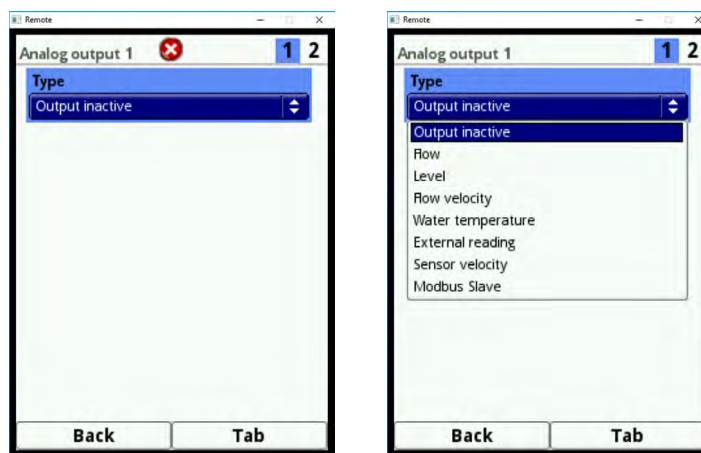 Remote
Analog output 1
1 2
Type
Output inactive
Back
Tab
Remote
Analog output 1
1 2
Type
Output inactive
Output inactive
Flow
Level
Flow velocity
Water temperature
External reading
Sensor velocity
Modbus Slave
Back
Tab